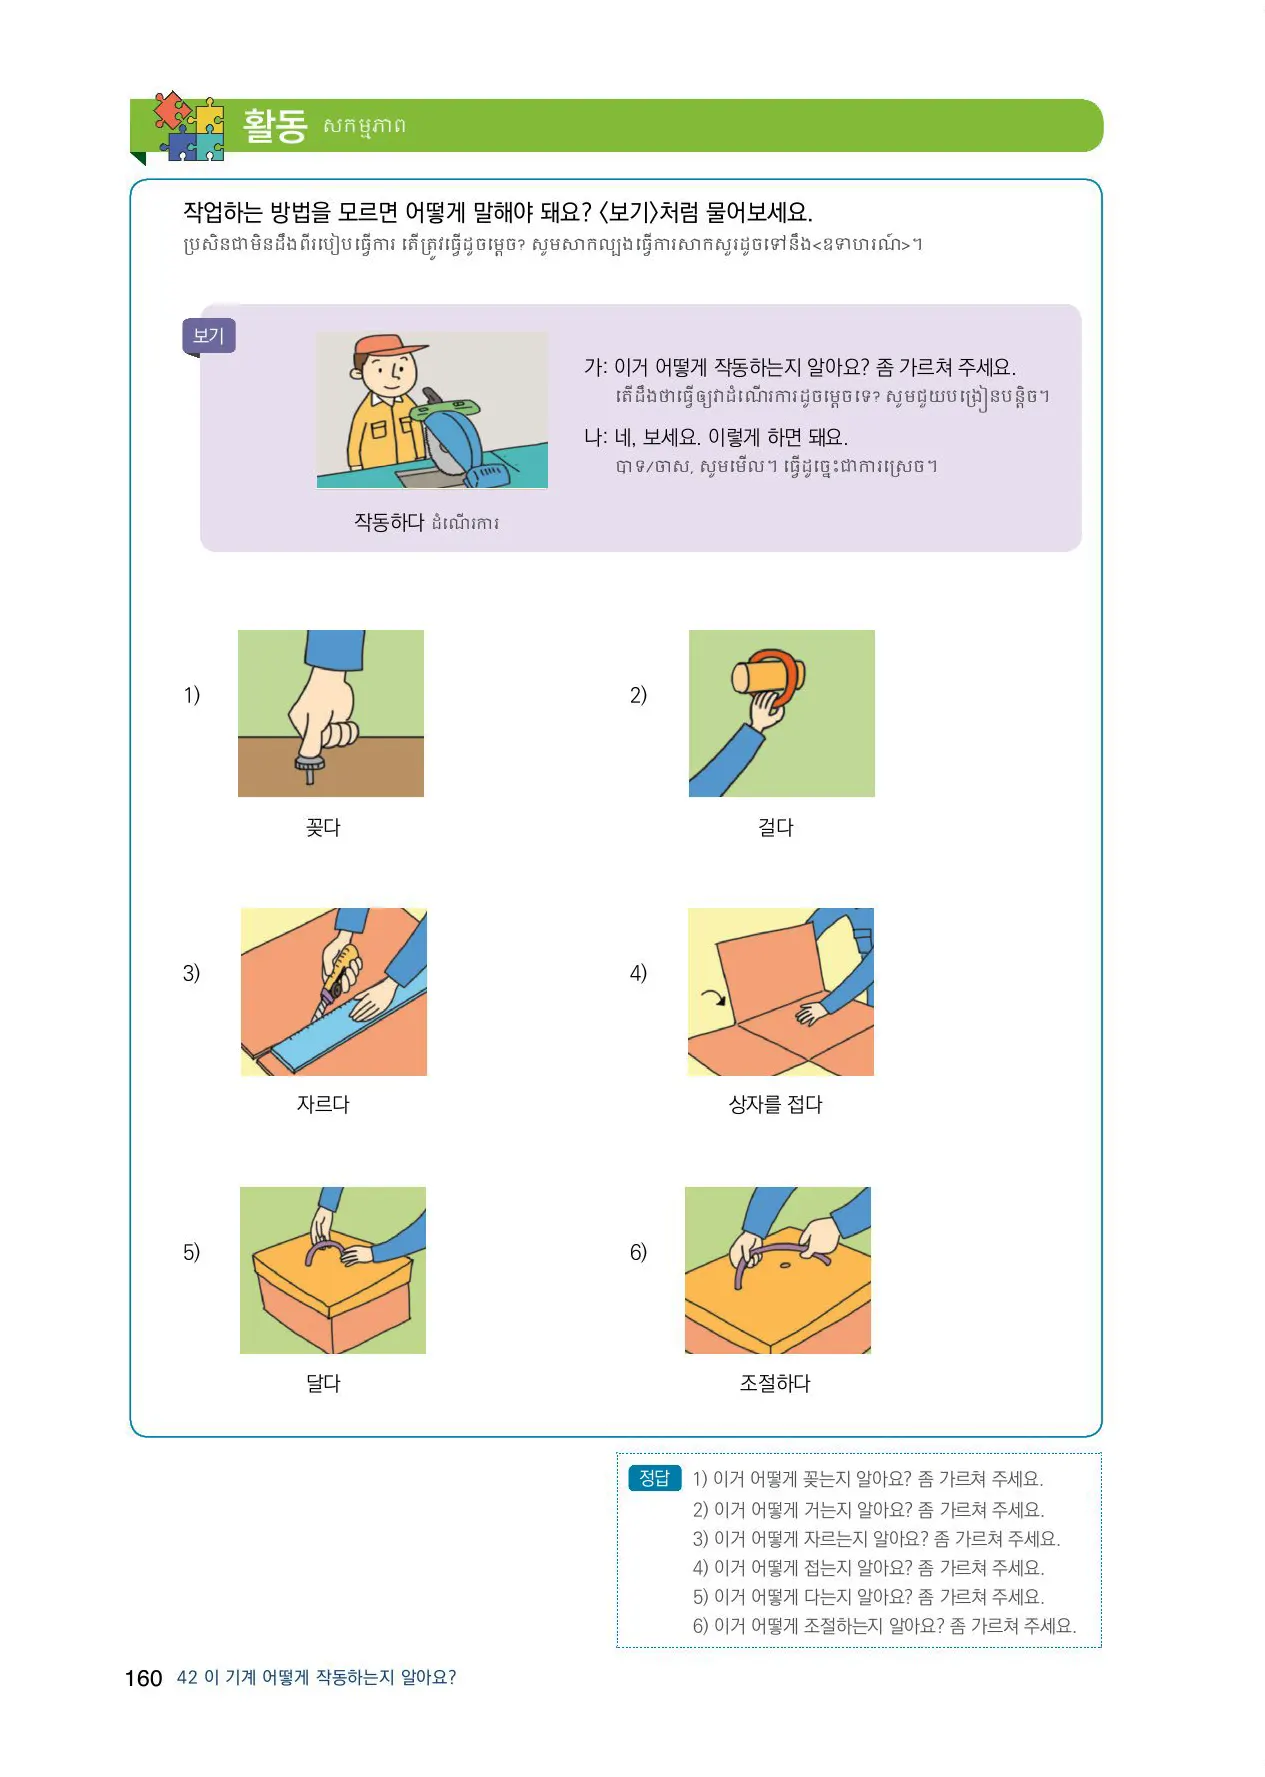 활동 សកម្មភាព
작업하는 방법을 모르면 어떻게 말해야 돼요? 〈보기〉처럼 물어보세요.
ប្រសិនជាមិនដឹងពីរបៀបធ្វើការ តើត្រូវធ្វើដូចម្តេច? សូមសាកល្បងធ្វើការសាកសួរដូចទៅនឹង<ឧទាហរណ៍>។
보기
가: 이거 어떻게 작동하는지 알아요? 좀 가르쳐 주세요.
តើដឹងថាធ្វើឲ្យវាដំណើរការដូចម្តេចទេ? សូមជួយបង្រៀនបន្តិច។
나: 네, 보세요. 이렇게 하면 돼요.
បាទ/ចាស, សូមមើល។ ធ្វើដូច្នេះជាការស្រេច។
작동하다 ដំណើរការ
1)
2)
꽂다
걸다
3)
4)
자르다
상자를 접다
5)
6)
달다
조절하다
정답 1) 이거 어떻게 꽂는지 알아요? 좀 가르쳐 주세요.
2) 이거 어떻게 거는지 알아요? 좀 가르쳐 주세요.
3) 이거 어떻게 자르는지 알아요? 좀 가르쳐 주세요.
4) 이거 어떻게 접는지 알아요? 좀 가르쳐 주세요.
5) 이거 어떻게 다는지 알아요? 좀 가르쳐 주세요.
6) 이거 어떻게 조절하는지 알아요? 좀 가르쳐 주세요.
160 42 이 기계 어떻게 작동하는지 알아요?